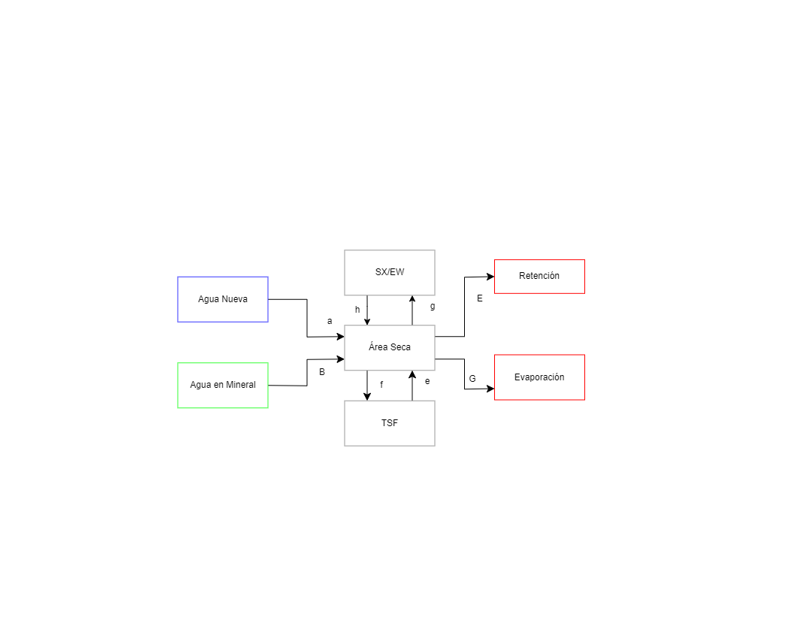 SX/EW
Retención
Agua Nueva
E
h
g
a
Área Seca
B
G
Evaporación
f
e
Agua en Mineral
TSF